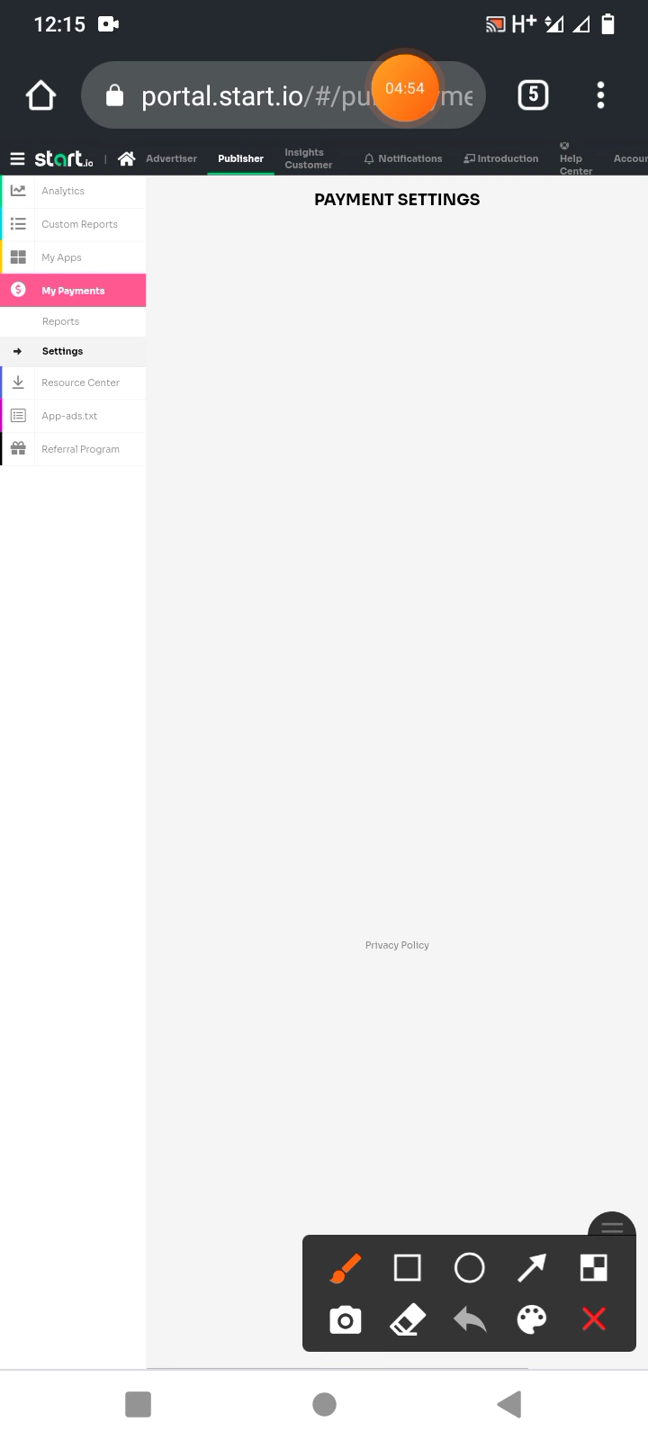 12:15 H+
portal.start.io/#/pu
04:54
5
start.io | Advertiser Publisher Insights Customer Notifications Introduction Help Center Accour
Analytics
PAYMENT SETTINGS
Custom Reports
My Apps
My Payments
Reports
Settings
Resource Center
App-ads.txt
Referral Program
Privacy Policy